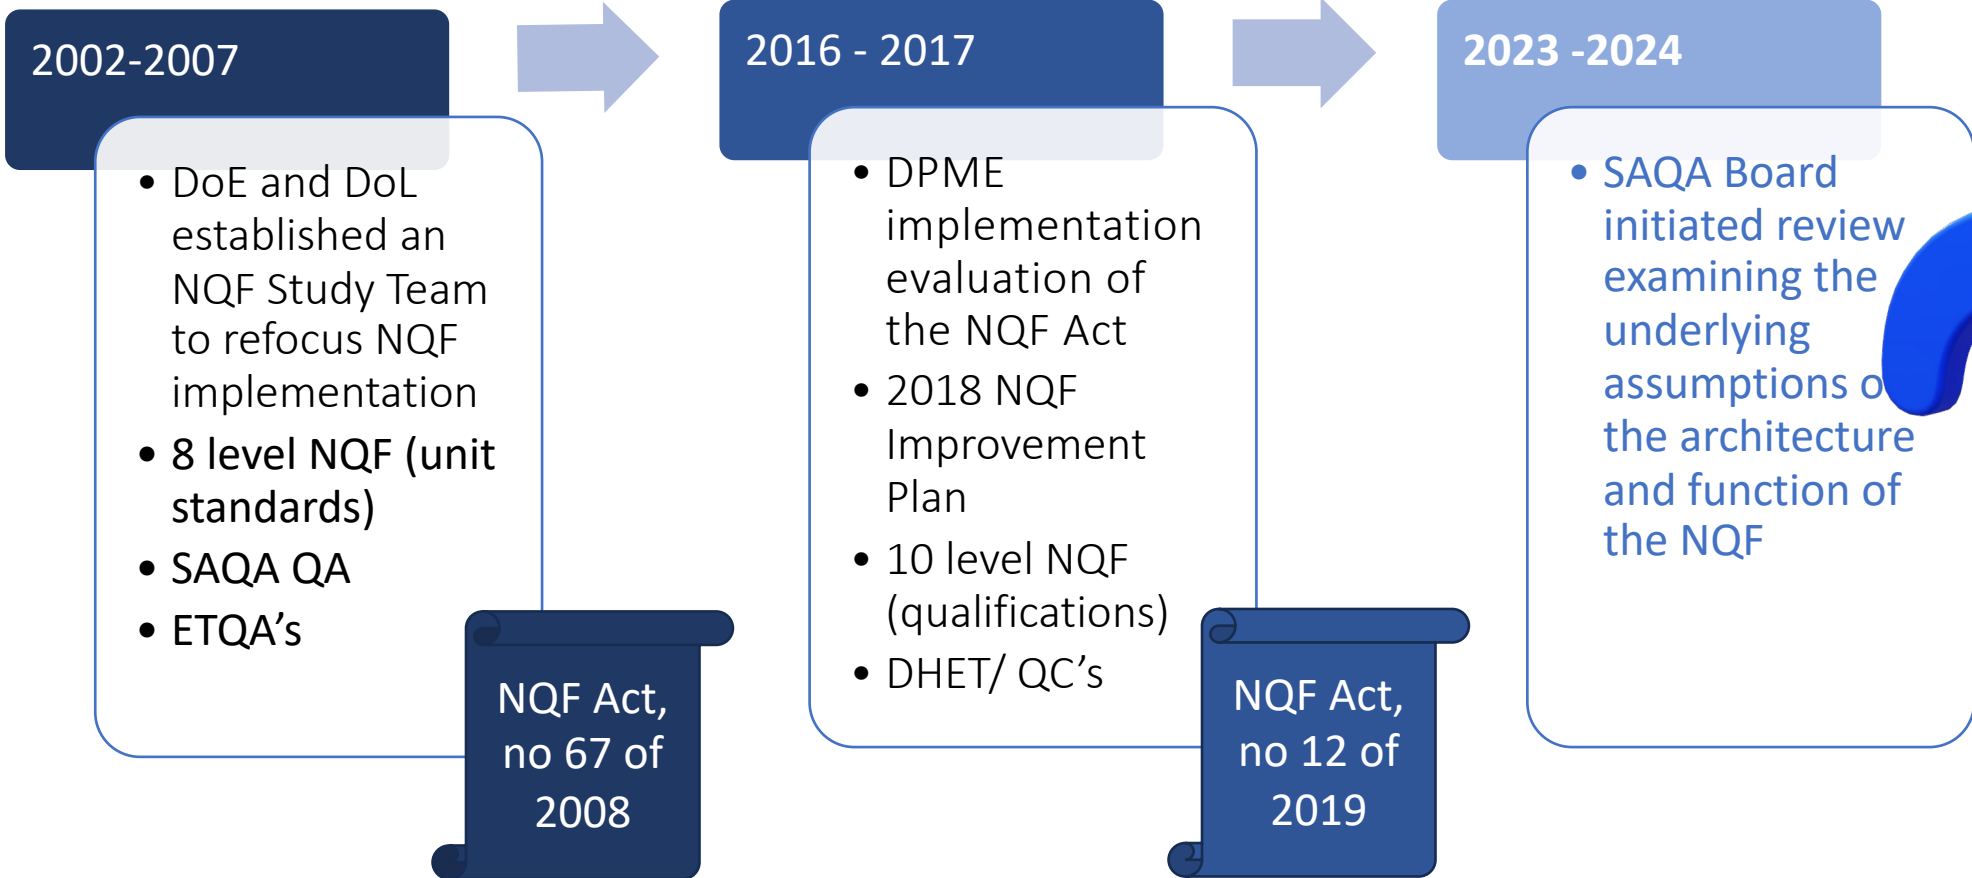 2002-2007
• DoE and DoL
established an
NQF Study Team
to refocus NQF
implementation
• 8 level NQF (unit
standards)
• SAQA QA
• ETQA’s
NQF Act,
no 67 of
2008
2016 - 2017
• DPME
implementation
evaluation of
the NQF Act
• 2018 NQF
Improvement
Plan
• 10 level NQF
(qualifications)
• DHET/ QC’s
NQF Act,
no 12 of
2019
2023 -2024
• SAQA Board
initiated review
examining the
underlying
assumptions
the architecture
and function of
the NQF